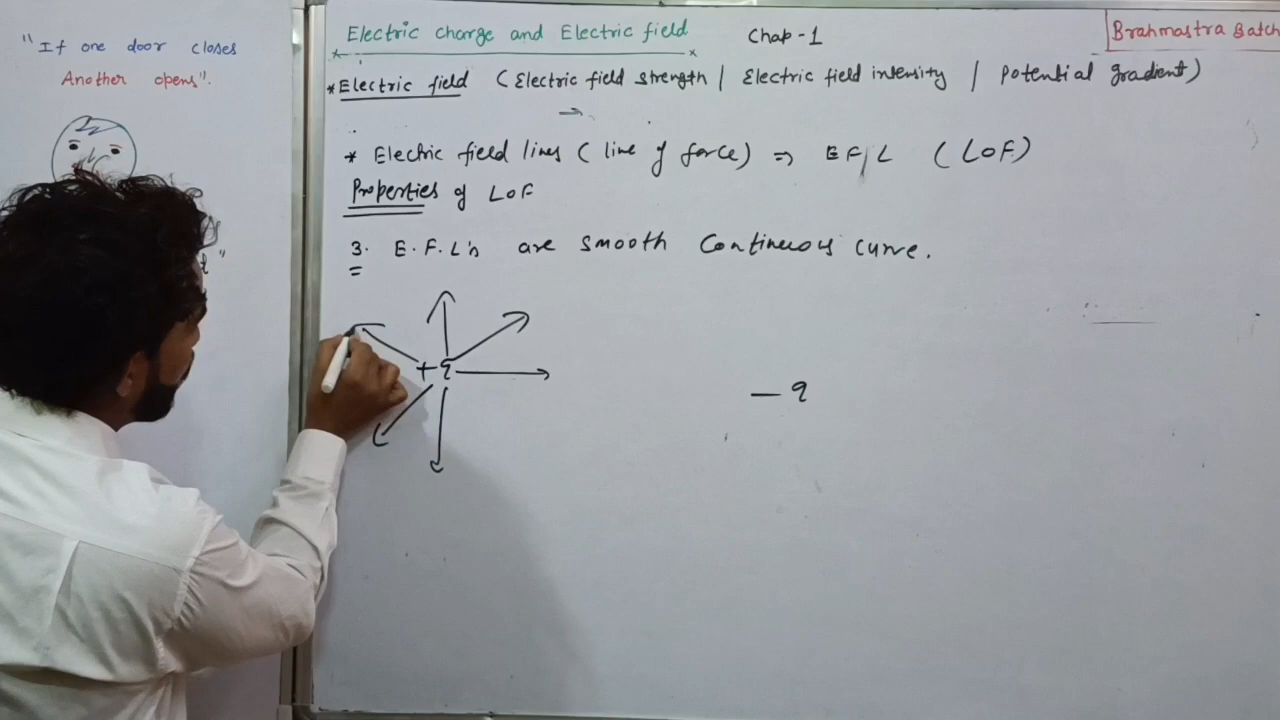 "If one door closes
Another opens".
Electric charge and Electric field
Chap-1
Brahmastra Batch
* Electric field (Electric field strength | Electric field intensity | Potential gradient)
* Electric field lines (line of force) ⇒ EFL (LOF)
Properties of LOF
3. E.F.L's are smooth Continuous curve.
+q
-q